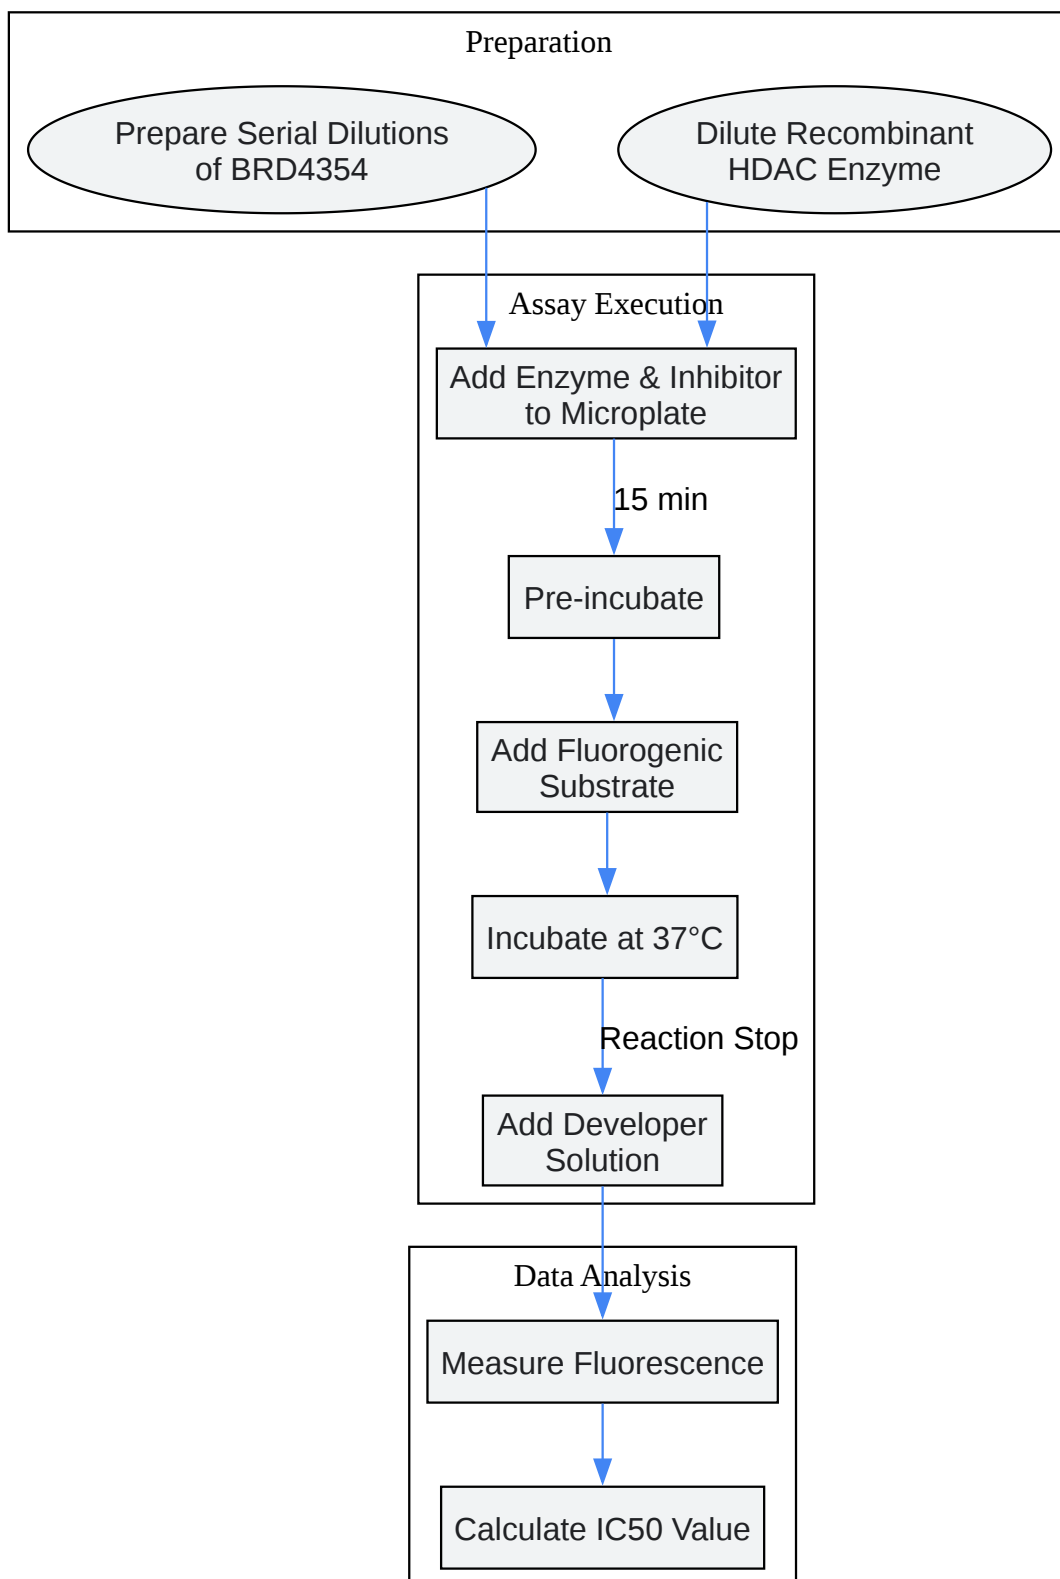 Preparation
Prepare Serial Dilutions
of BRD4354
Dilute Recombinant
HDAC Enzyme
Assay Execution
Add Enzyme & Inhibitor
to Microplate
15 min
Pre-incubate
Add Fluorogenic
Substrate
Incubate at 37°C
Reaction Stop
Add Developer
Solution
Data Analysis
Measure Fluorescence
Calculate IC50 Value